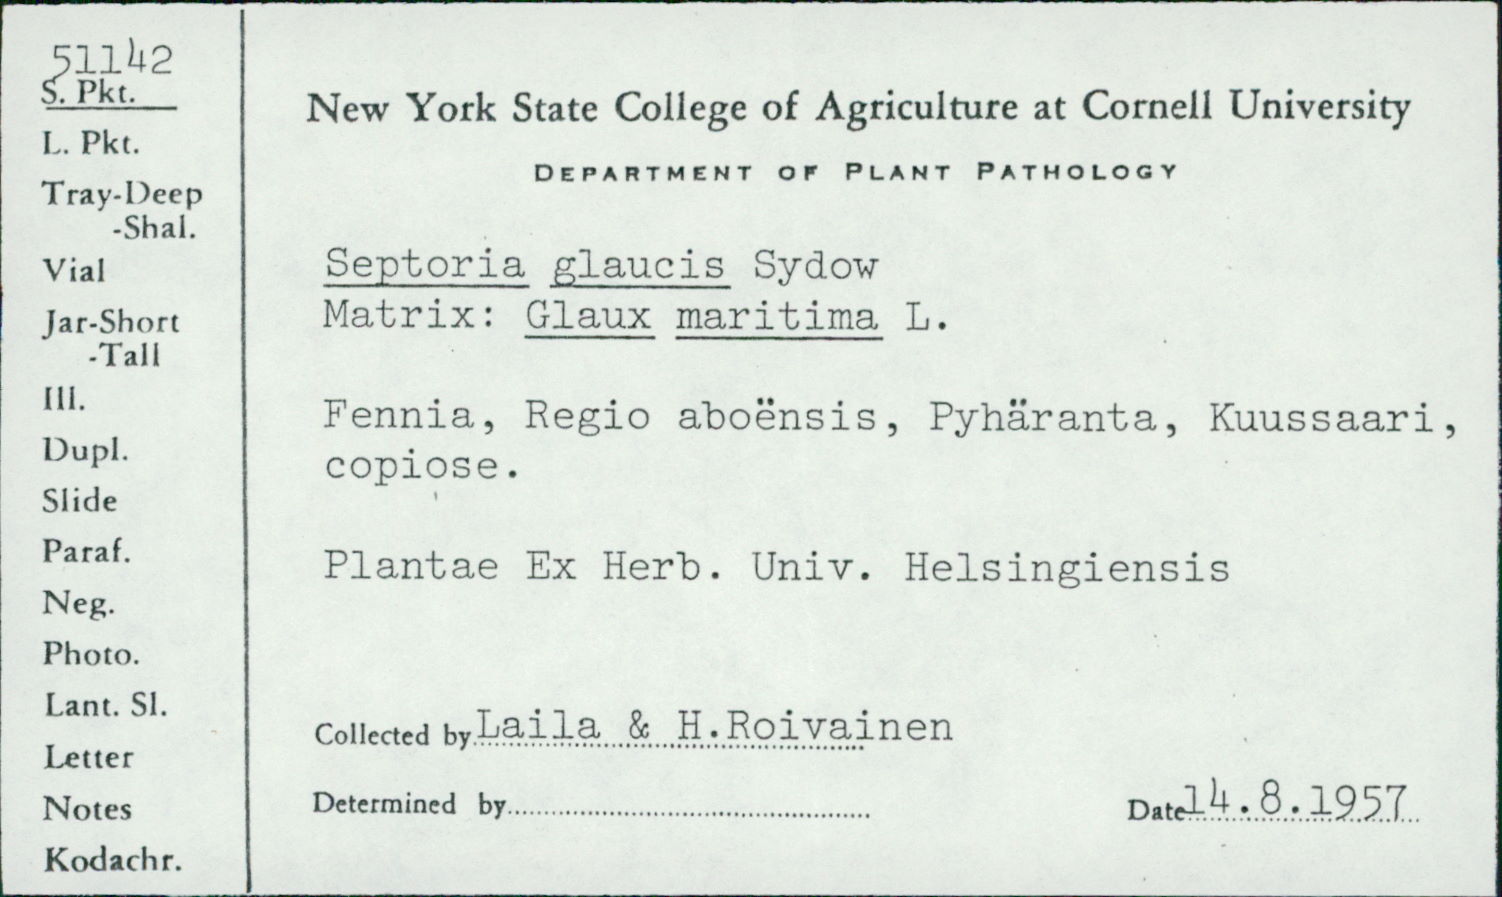 51142
S. Pkt.
L. Pkt.
Tray-Deep
-Shal.
Vial
Jar-Short
-Tall
Ill.
Dupl.
Slide
Paraf.
Neg.
Photo.
Lant. Sl.
Letter
Notes
Kodachr.
New York State College of Agriculture at Cornell University
DEPARTMENT OF PLANT PATHOLOGY
Septoria glaucis Sydow
Matrix: Glaux maritima L.
Fennia, Regio aboënsis, Pyhäranta, Kuussaari,
copiose.
Plantae Ex Herb. Univ. Helsingiensis
Collected by Laila & H.Roivainen
Determined by
Date 14.8.1957